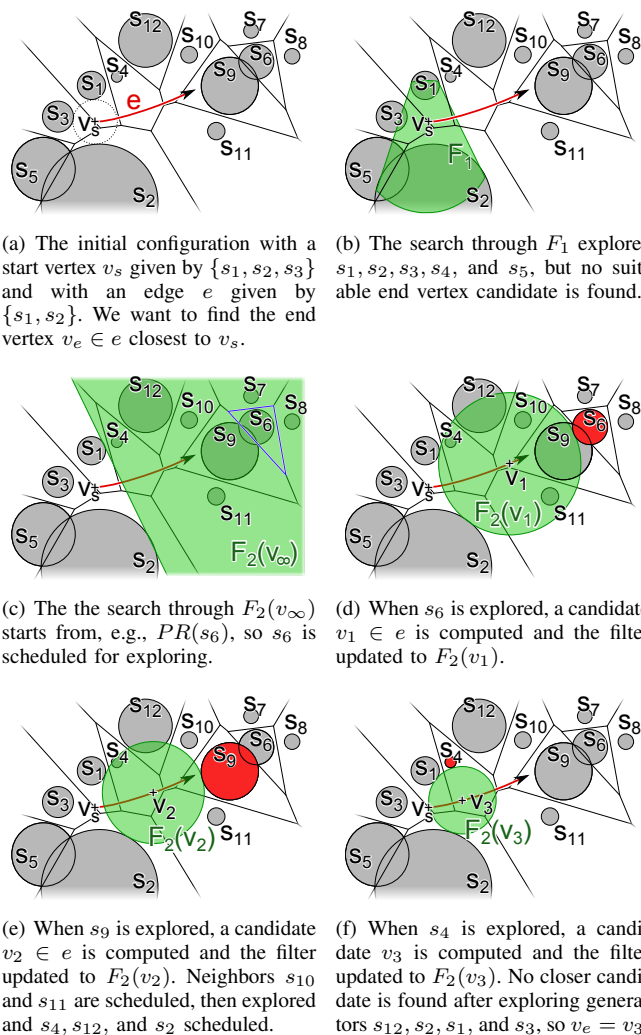 S12 S7
S10 S8
S4 S6
S1 S9
S3 e
vs
S11
S5
S2
S12 S7
S10 S8
S4 S6
S1 S9
S3
vs
F1 S11
S5
S2
(a) The initial configuration with a
start vertex vs given by {s1, s2, s3}
and with an edge e given by
{s1, s2}. We want to find the end
vertex ve ∈ e closest to vs.
(b) The search through F1 explore
s1, s2, s3, s4, and s5, but no suit
able end vertex candidate is found.
S12 S7
S10 S8
S4 S6
S1 S9
S3
vs
S11
S5
S2 F2(v∞)
S12 S7
S10 S8
S4 S6
S1 S9
S3 v1
vs
S11
S5 F2(v1)
S2
(c) The the search through F2(v∞)
starts from, e.g., PR(s6), so s6 is
scheduled for exploring.
(d) When s6 is explored, a candidate
v1 ∈ e is computed and the filter
updated to F2(v1).
S12 S7
S10 S8
S4 S6
S1 S9
S3 v2
vs
S11
S5 F2(v2)
S2
S12 S7
S10 S8
S4 S6
S1 S9
S3 v3
vs
S11
S5 F2(v3)
S2
(e) When s9 is explored, a candidate
v2 ∈ e is computed and the filter
updated to F2(v2). Neighbors s10
and s11 are scheduled, then explored
and s4, s12, and s2 scheduled.
(f) When s4 is explored, a candi
date v3 is computed and the filte
updated to F2(v3). No closer candi
date is found after exploring genera
tors s12, s2, s1, and s3, so ve = v3